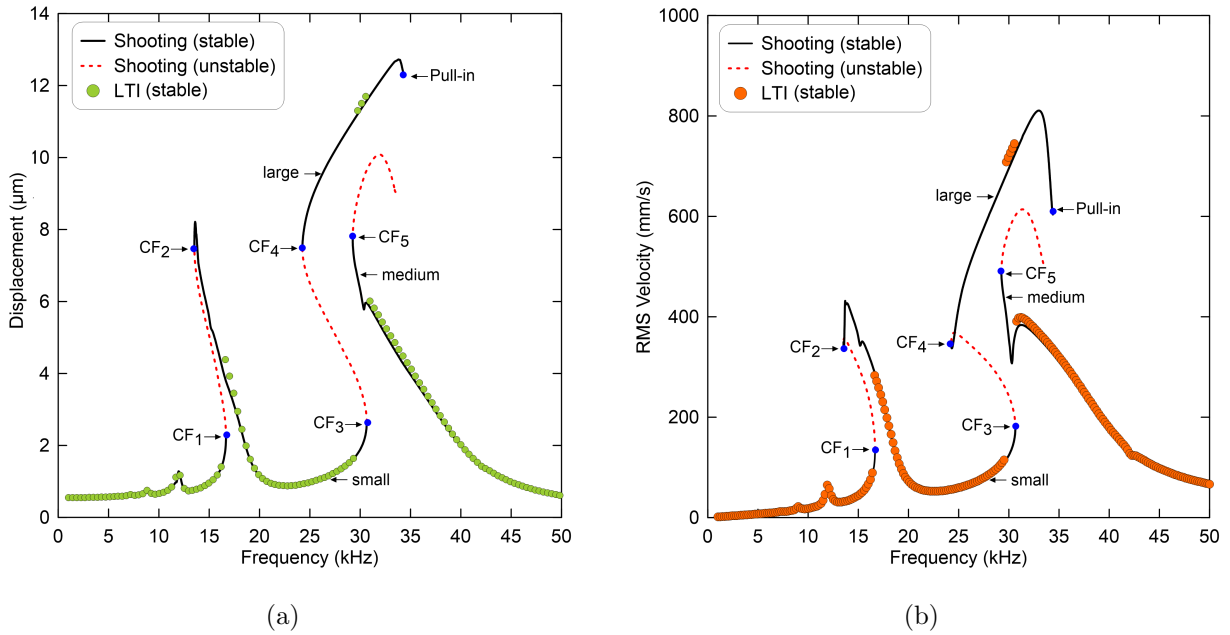 14
12
10
8
6
4
2
0
Displacement (µm)
Shooting (stable)
Shooting (unstable)
LTI (stable)
Pull-in
large
CF2
CF4
CF5
medium
CF1
CF3
small
0 5 10 15 20 25 30 35 40 45 50
Frequency (kHz)
(a)
1000
800
600
400
200
0
RMS Velocity (mm/s)
Shooting (stable)
Shooting (unstable)
LTI (stable)
large
Pull-in
CF5
medium
CF2
CF4
CF3
CF1
small
0 5 10 15 20 25 30 35 40 45 50
Frequency (kHz)
(b)